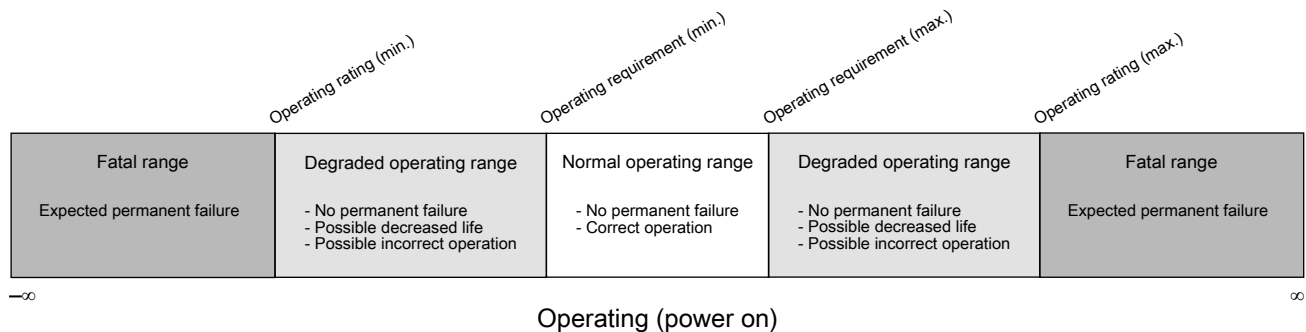 Operating rating (min.)
Operating requirement (min.)
Operating requirement (max.)
Operating rating (max.)
Fatal range
Expected permanent failure
Degraded operating range
- No permanent failure
- Possible decreased life
- Possible incorrect operation
Normal operating range
- No permanent failure
- Correct operation
Degraded operating range
- No permanent failure
- Possible decreased life
- Possible incorrect operation
Fatal range
Expected permanent failure
–∞
∞
Operating (power on)